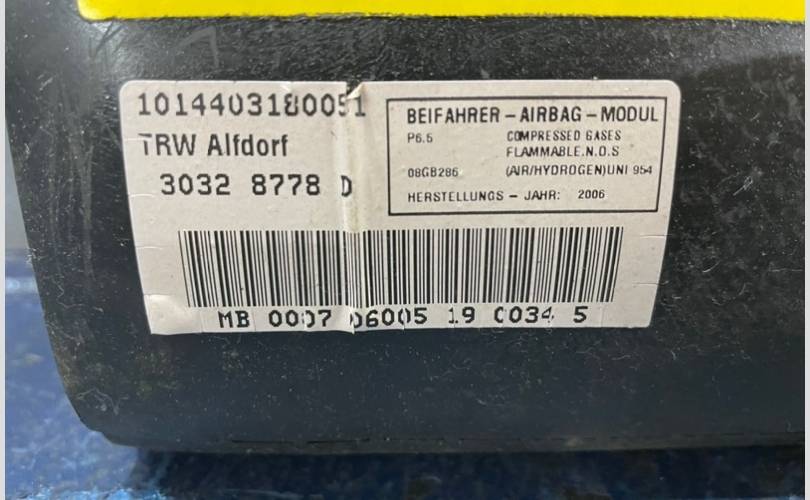 1014403180051
TRW Alfdorf
3032 8778 D
BEIFAHRER - AIRBAG - MODUL
P6.5 COMPRESSED GASES
FLAMMABLE.N.O.S
08GB286 (AIR/HYDROGEN)UNI 954
HERSTELLUNGS - JAHR: 2006
MB 0007 06005 19 0034 5